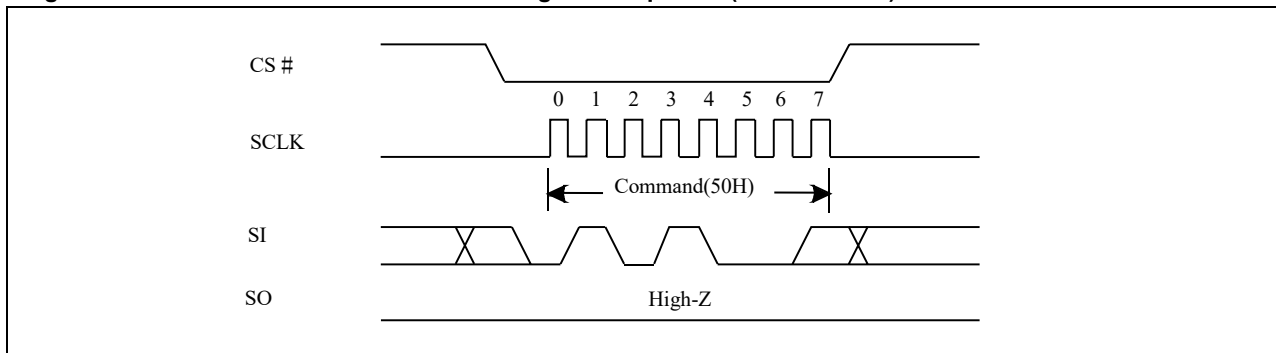 CS #
0 1 2 3 4 5 6 7
SCLK
Command(50H)
SI
SO
High-Z